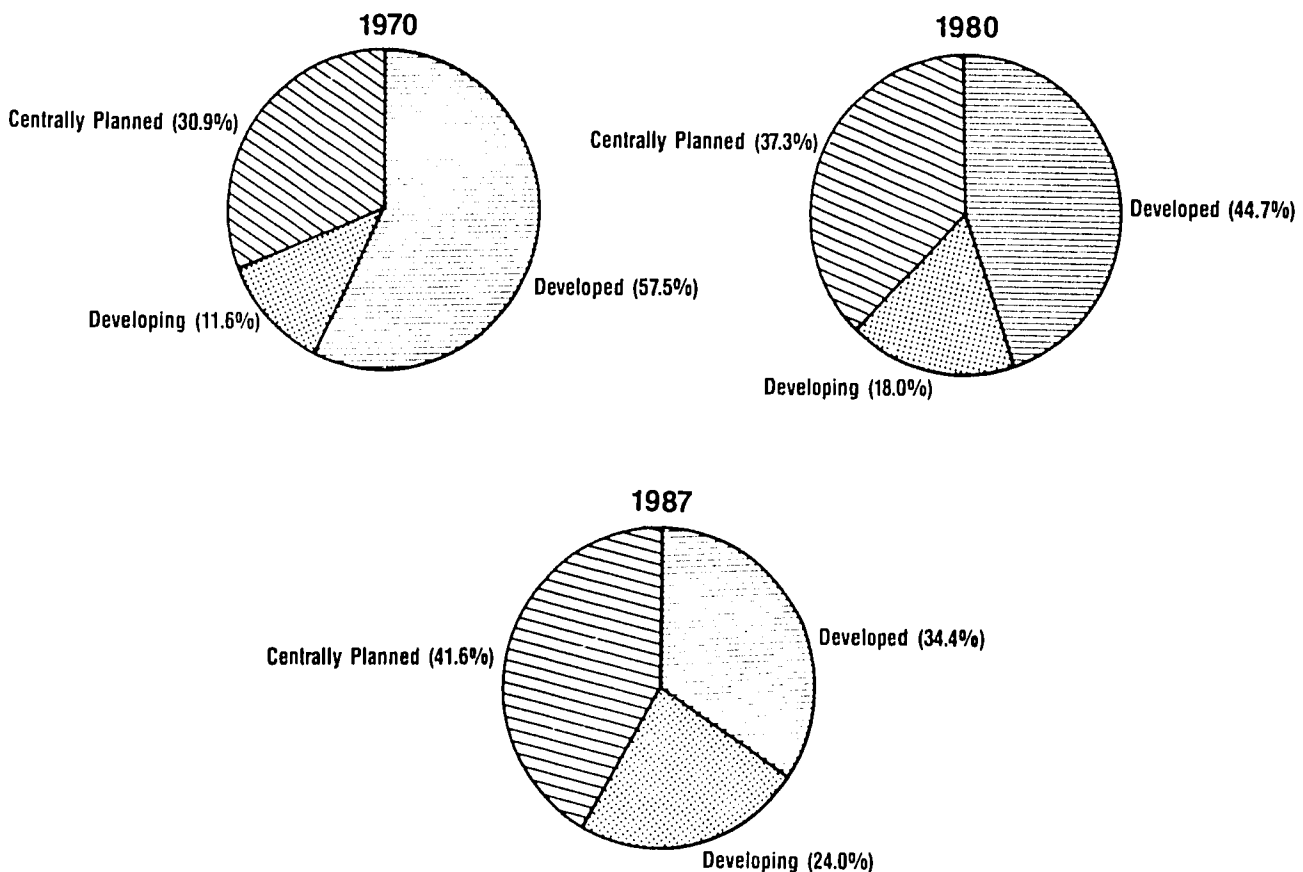 1970
Centrally Planned (30.9%)
Developed (57.5%)
Developing (11.6%)
1980
Centrally Planned (37.3%)
Developed (44.7%)
Developing (18.0%)
1987
Centrally Planned (41.6%)
Developed (34.4%)
Developing (24.0%)